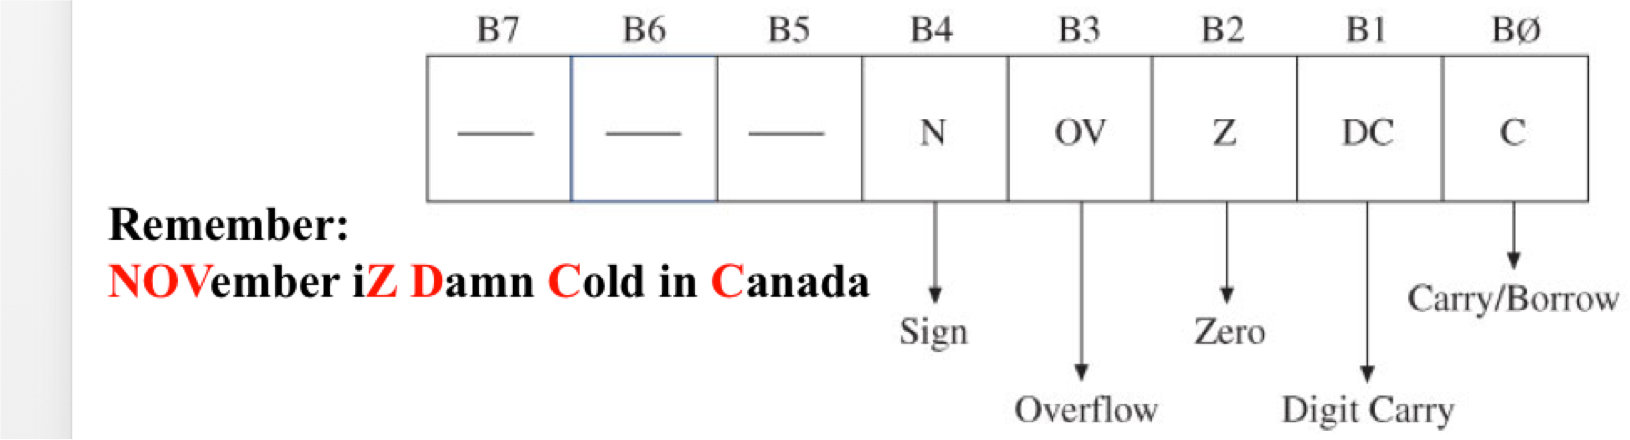 B7 B6 B5 B4 B3 B2 B1 BØ
— — — N OV Z DC C
Remember:
NOVember iZ Damn Cold in Canada
Carry/Borrow
Sign Zero
Overflow Digit Carry